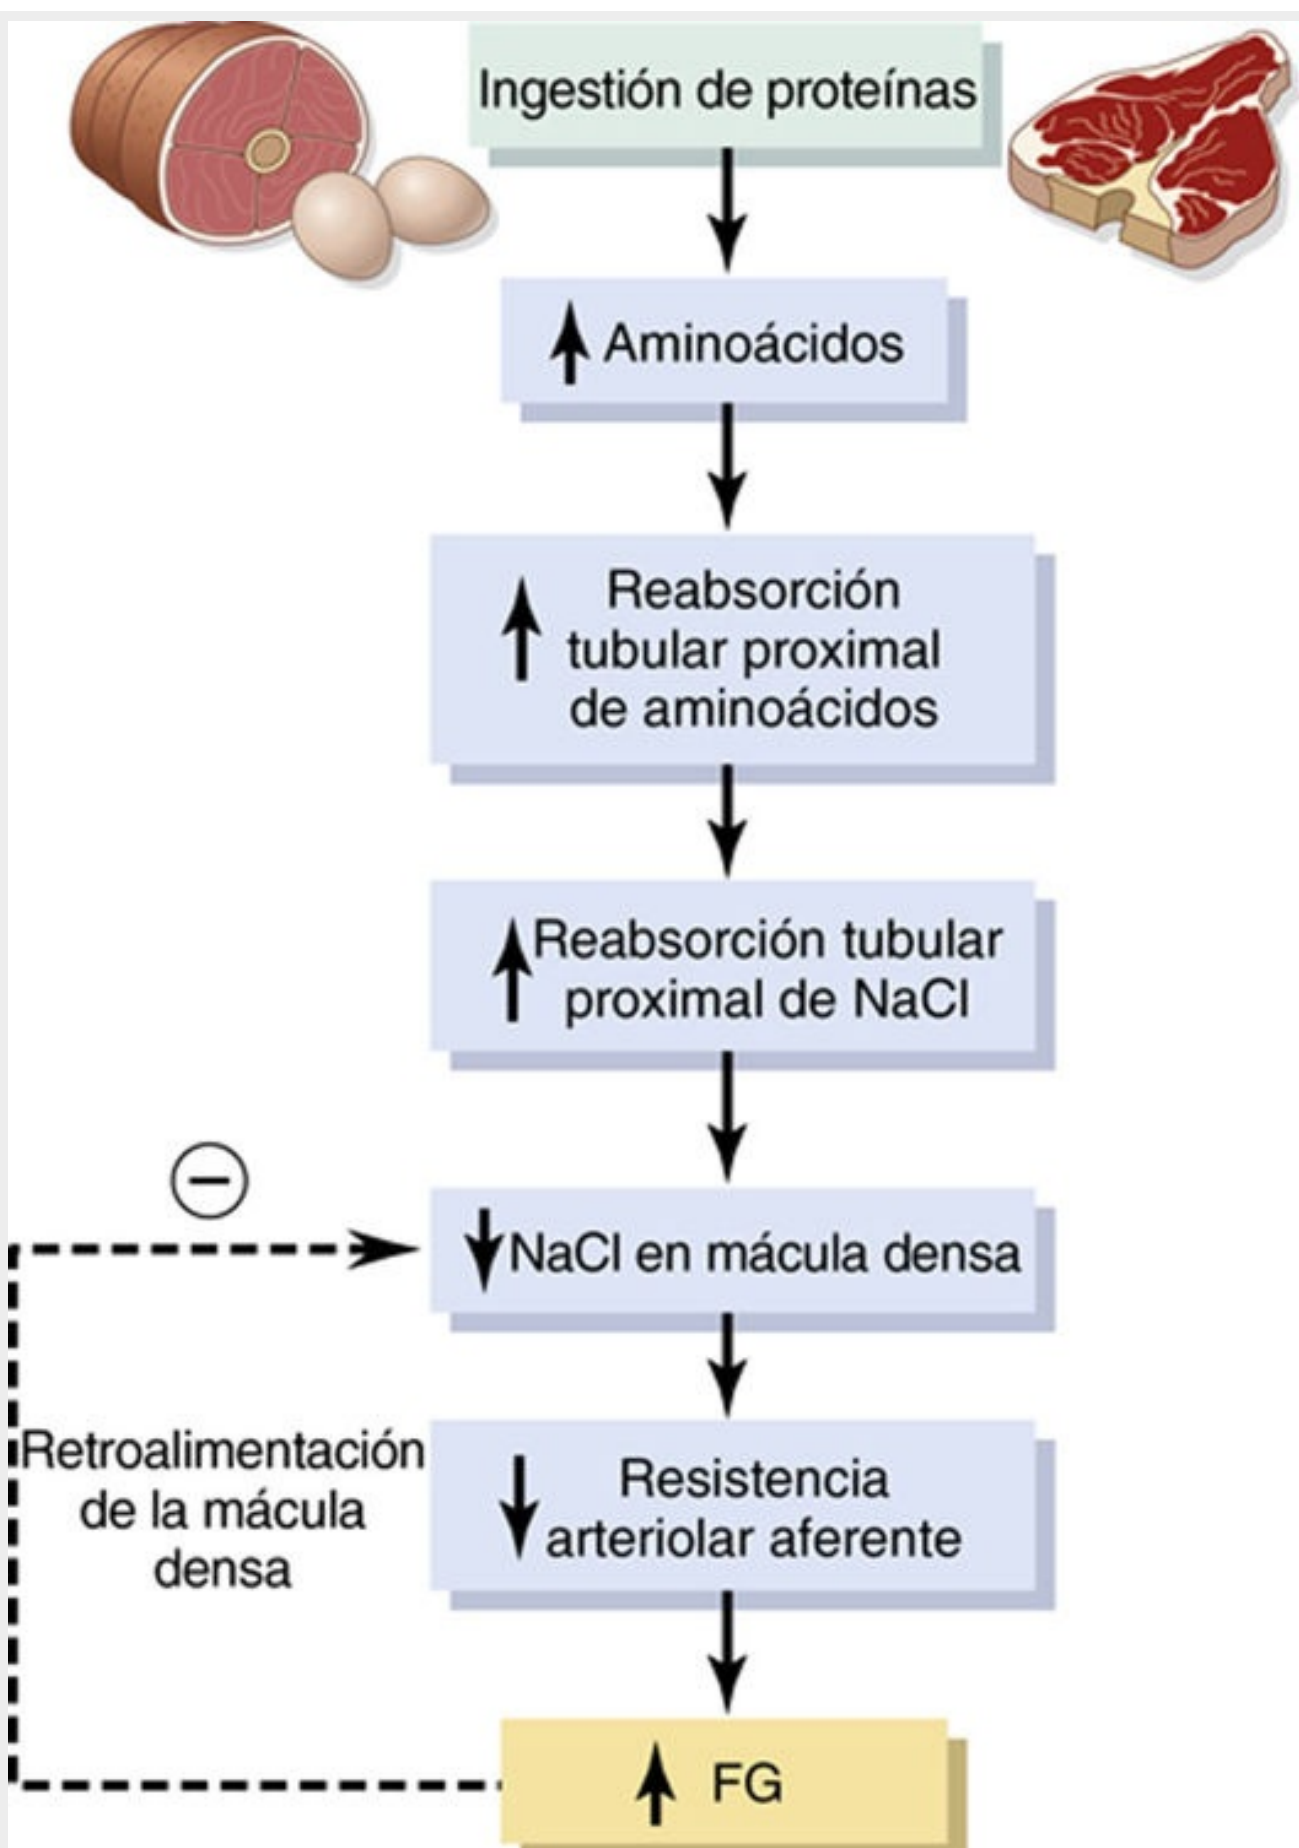 Ingestión de proteínas
Aminoácidos
Reabsorción
tubular proximal
de aminoácidos
Reabsorción tubular
proximal de NaCl
NaCl en mácula densa
Retroalimentación
de la mácula
densa
Resistencia
arteriolar aferente
FG